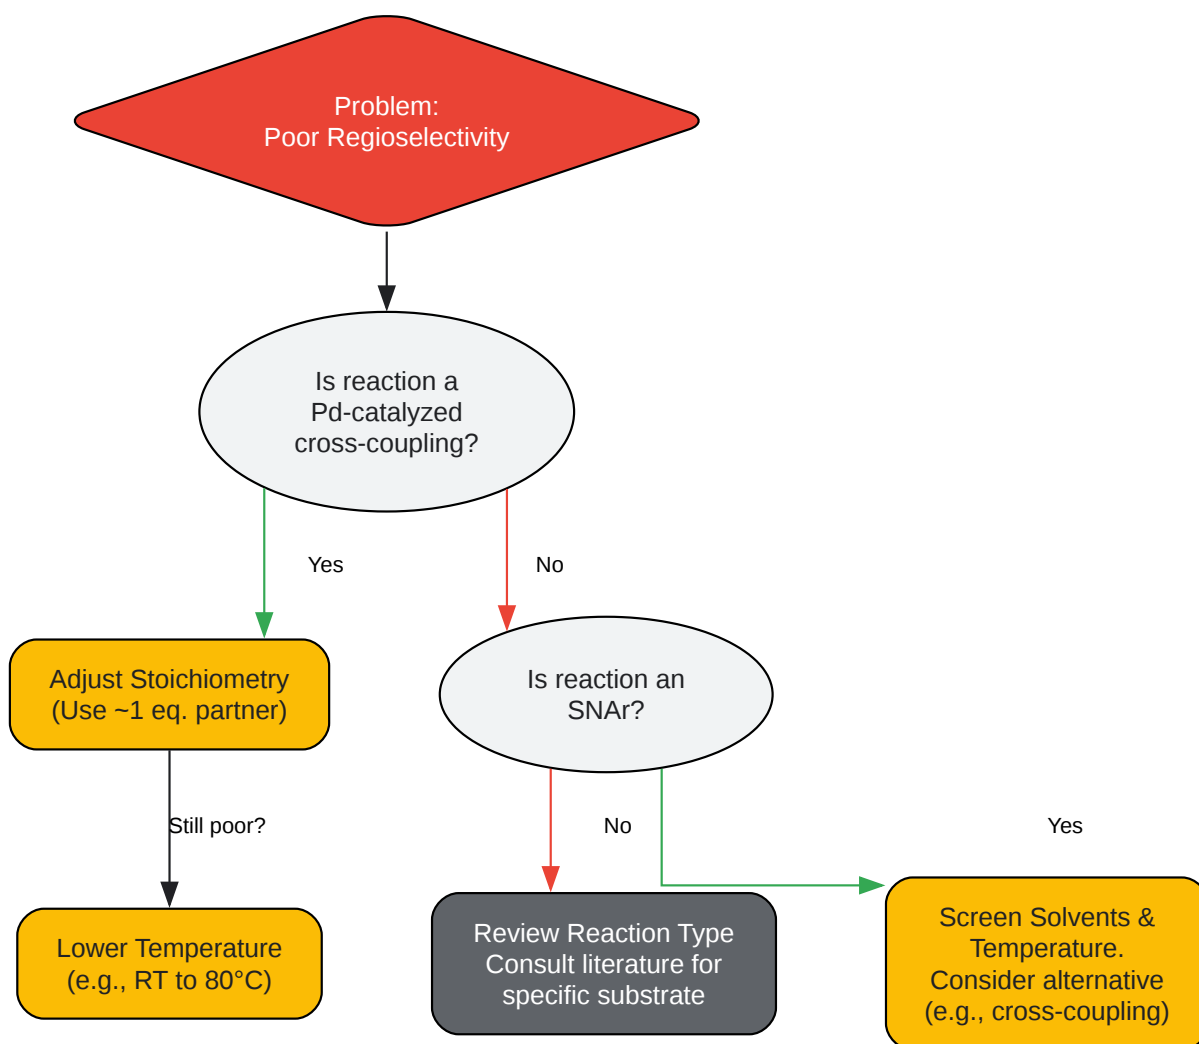 Problem:
Poor Regioselectivity
Is reaction a
Pd-catalyzed
cross-coupling?
Yes
No
Adjust Stoichiometry
(Use ~1 eq. partner)
Is reaction an
SNAr?
Still poor?
No
Yes
Lower Temperature
(e.g., RT to 80°C)
Review Reaction Type
Consult literature for
specific substrate
Screen Solvents &
Temperature.
Consider alternative
(e.g., cross-coupling)